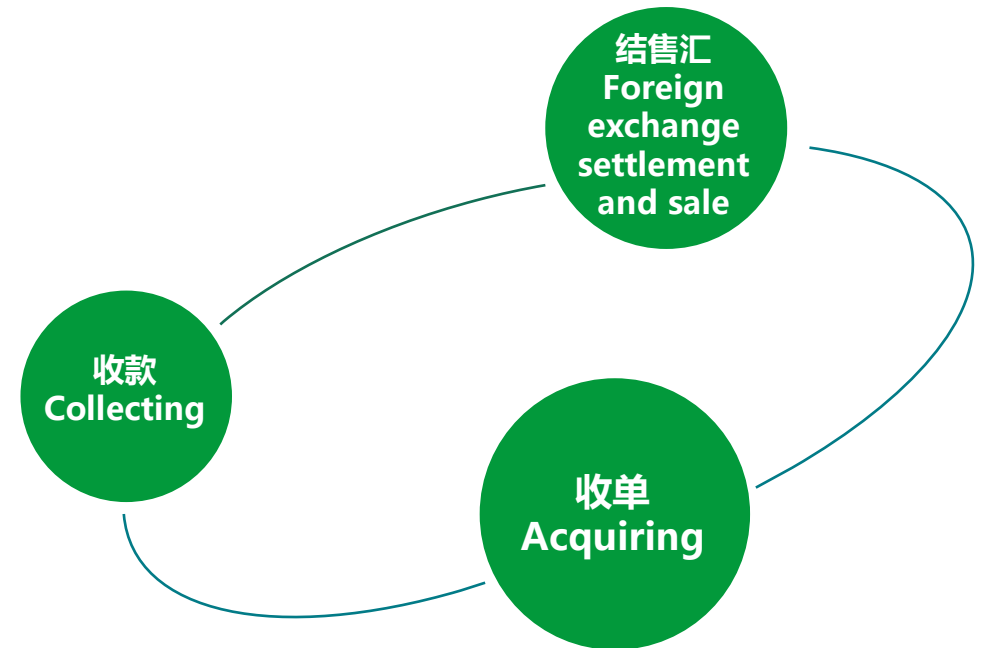 结售汇
Foreign
exchange
settlement
and sale
收款
Collecting
收单
Acquiring